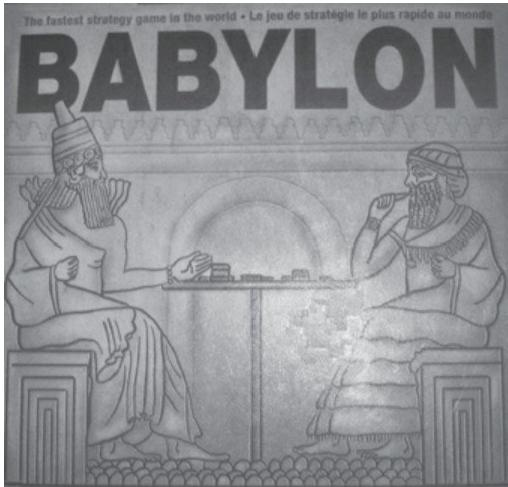 The fastest strategy game in the world • Le jeu de stratégie le plus rapide au monde
BABYLON